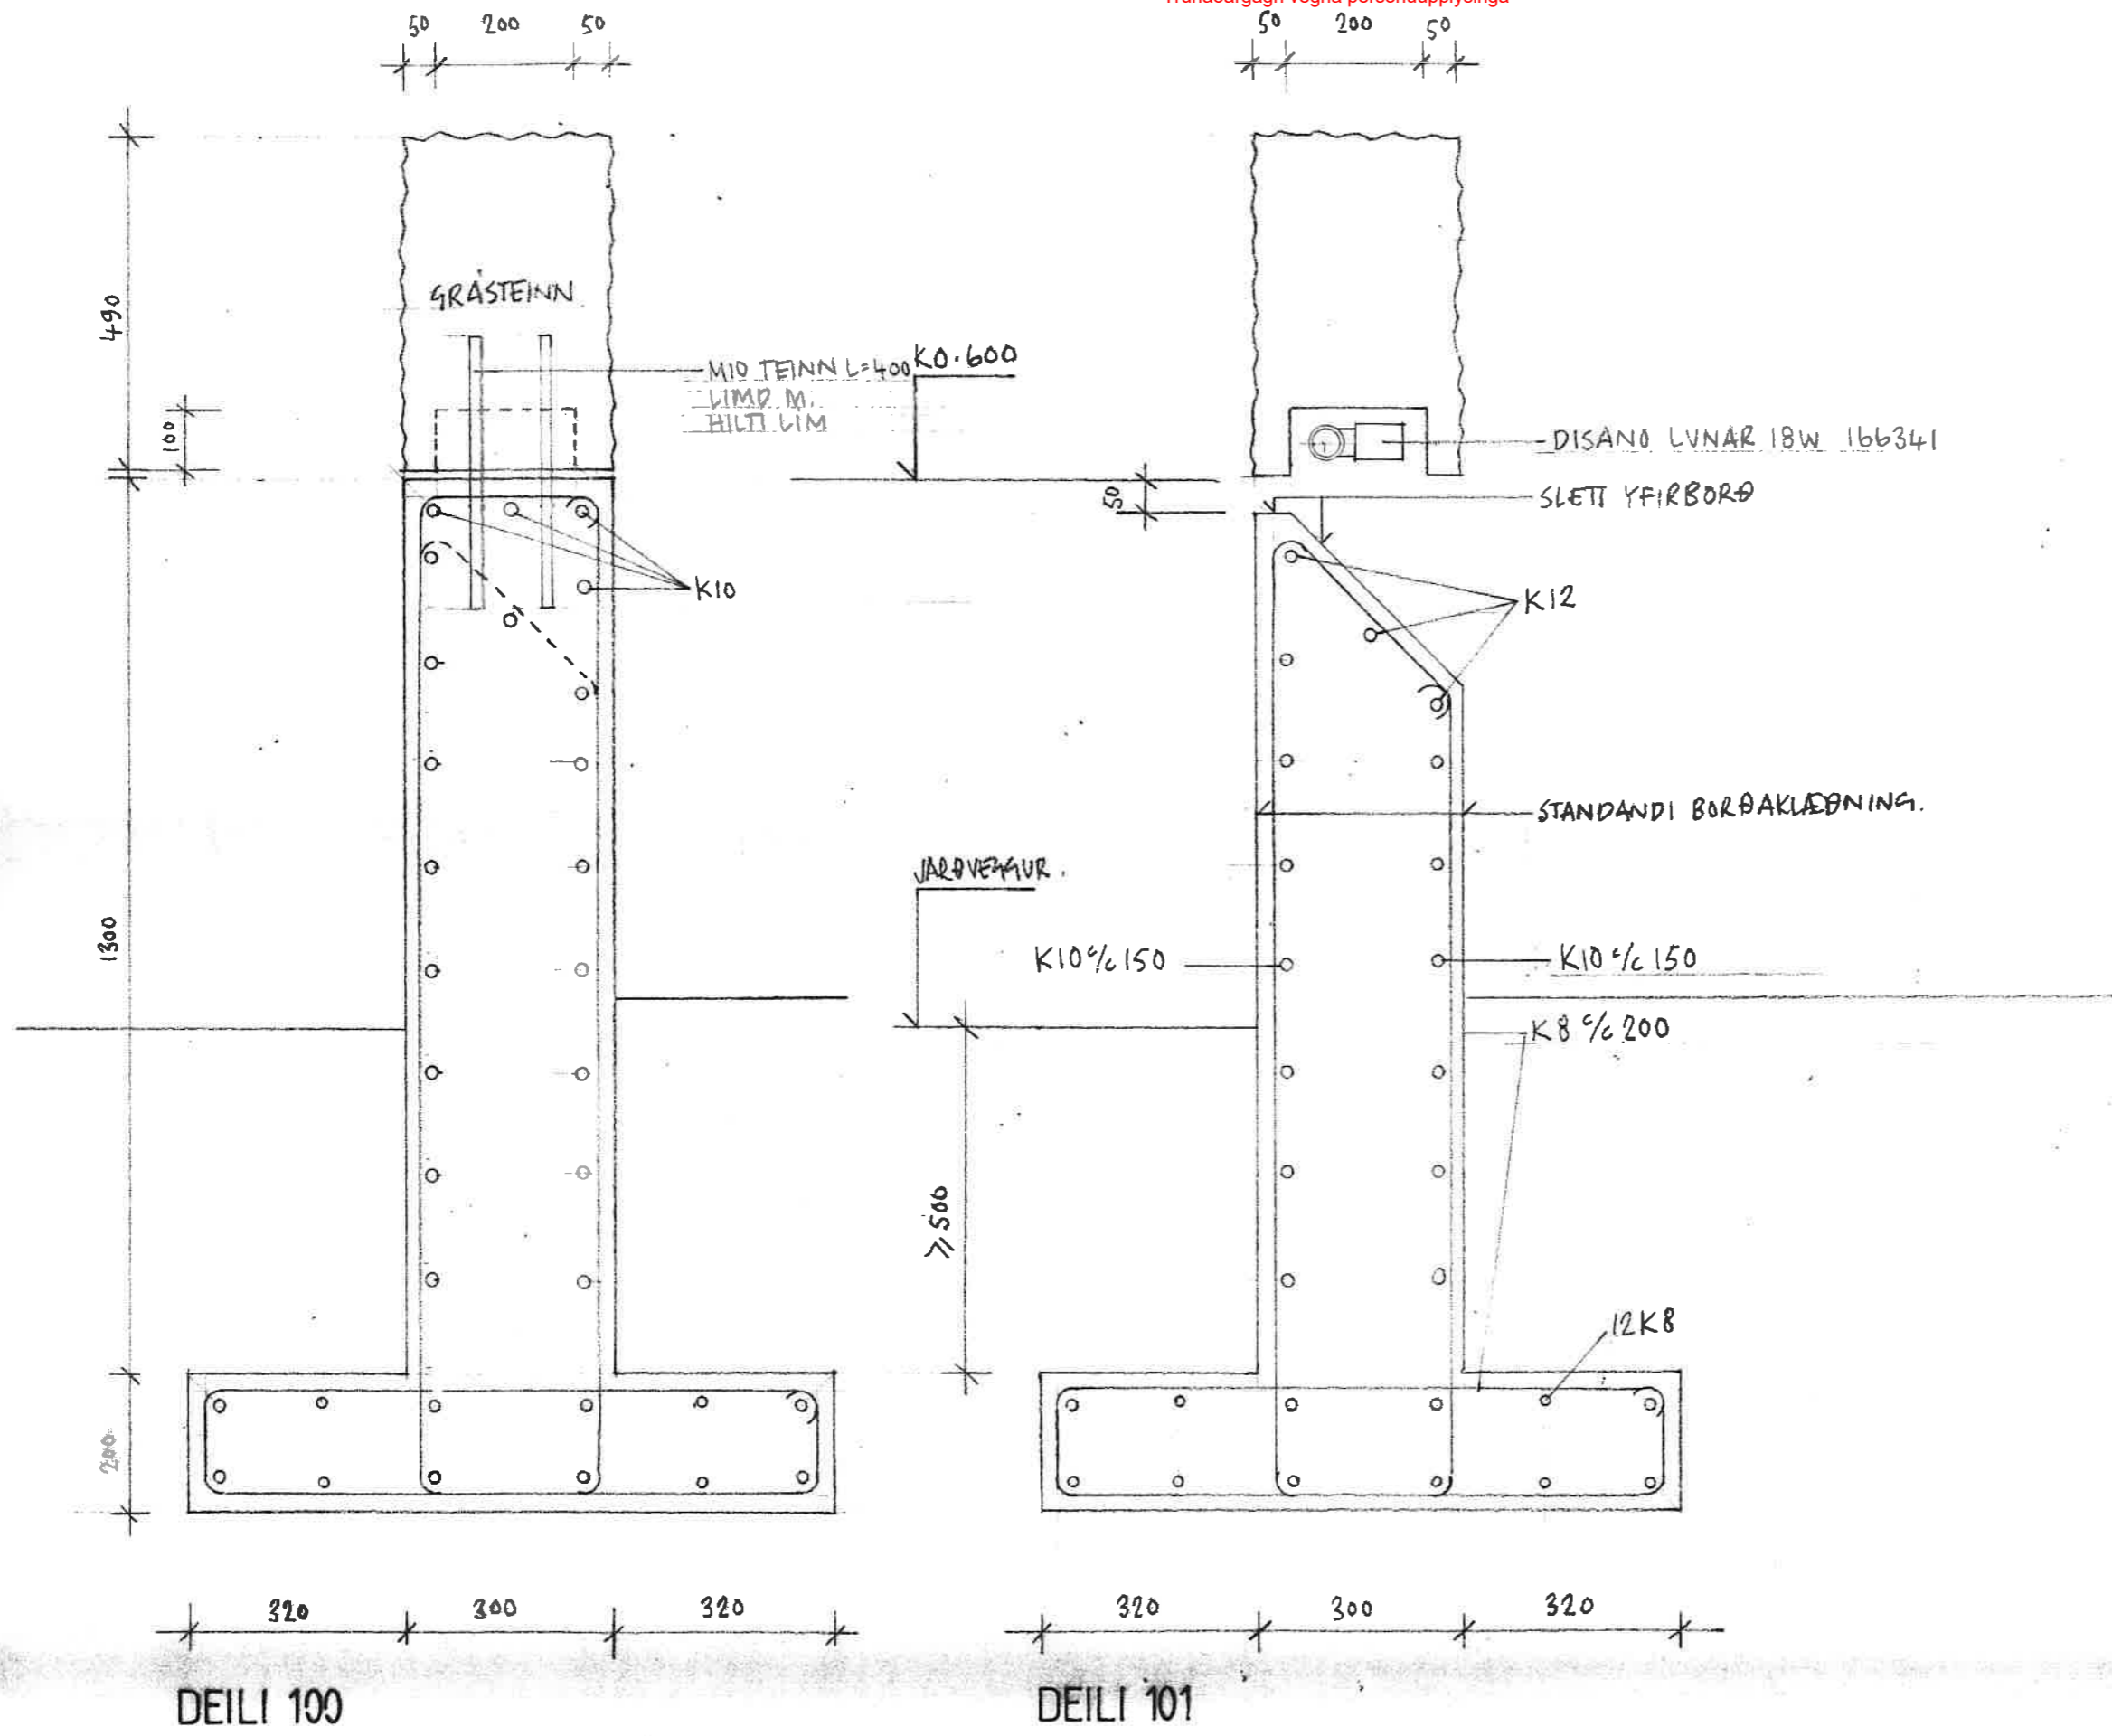 50 200 50
50 200 50
490
GRÁSTEINN
M10 TEINN L=400
LIMD M.
HILTI LIM
K0.600
100
DISANO LUNAR 18W 166341
50
SLETT YFIRBORÐ
K10
K12
STANDANDI BORÐAKLÆÐNING.
JARÐVEGGUR.
1300
K10 c/c 150
K10 c/c 150
K8 c/c 200
≥500
12K8
200
320 300 320
320 300 320
DEILI 100
DEILI 101